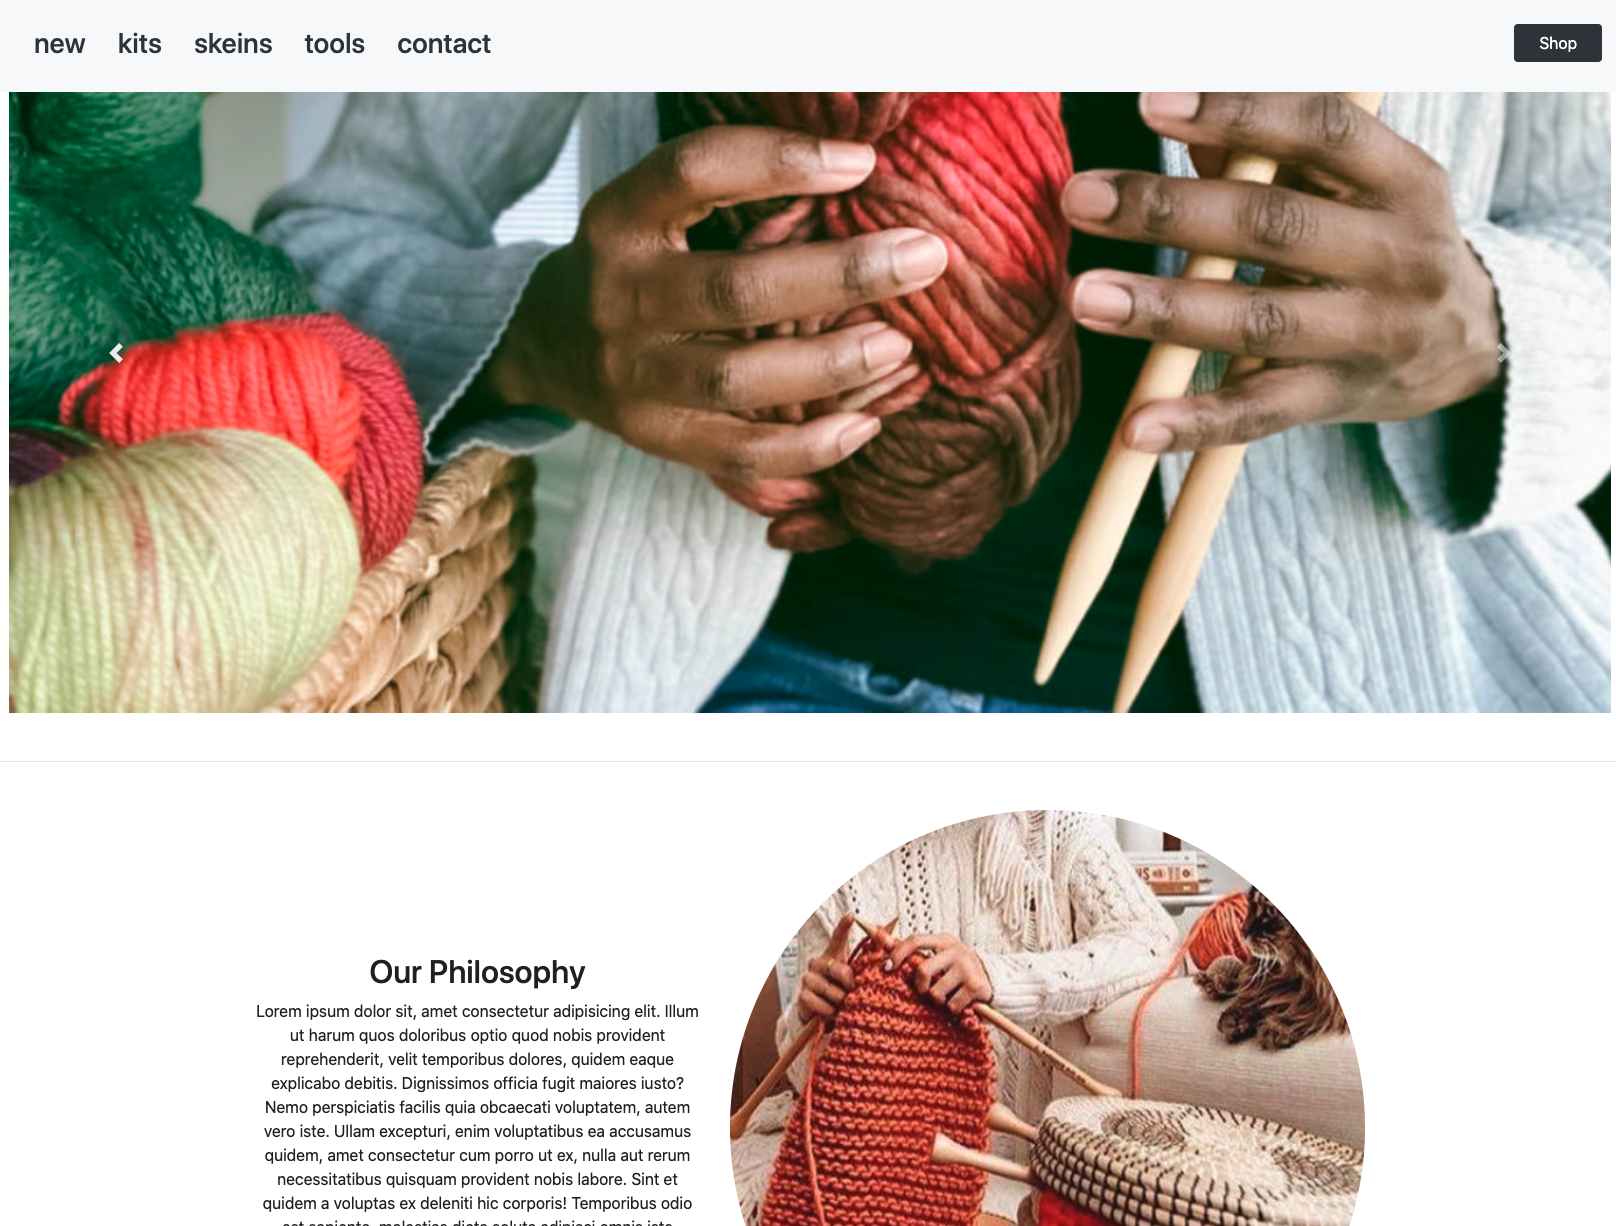 new kits skeins tools contact Shop
Our Philosophy
Lorem ipsum dolor sit, amet consectetur adipisicing elit. Illum
ut harum quos doloribus optio quod nobis provident
reprehenderit, velit temporibus dolores, quidem eaque
explicabo debitis. Dignissimos officia fugit maiores iusto?
Nemo perspiciatis facilis quia obcaecati voluptatem, autem
vero iste. Ullam excepturi, enim voluptatibus ea accusamus
quidem, amet consectetur cum porro ut ex, nulla aut rerum
necessitatibus quisquam provident nobis labore. Sint et
quidem a voluptas ex deleniti hic corporis! Temporibus odio